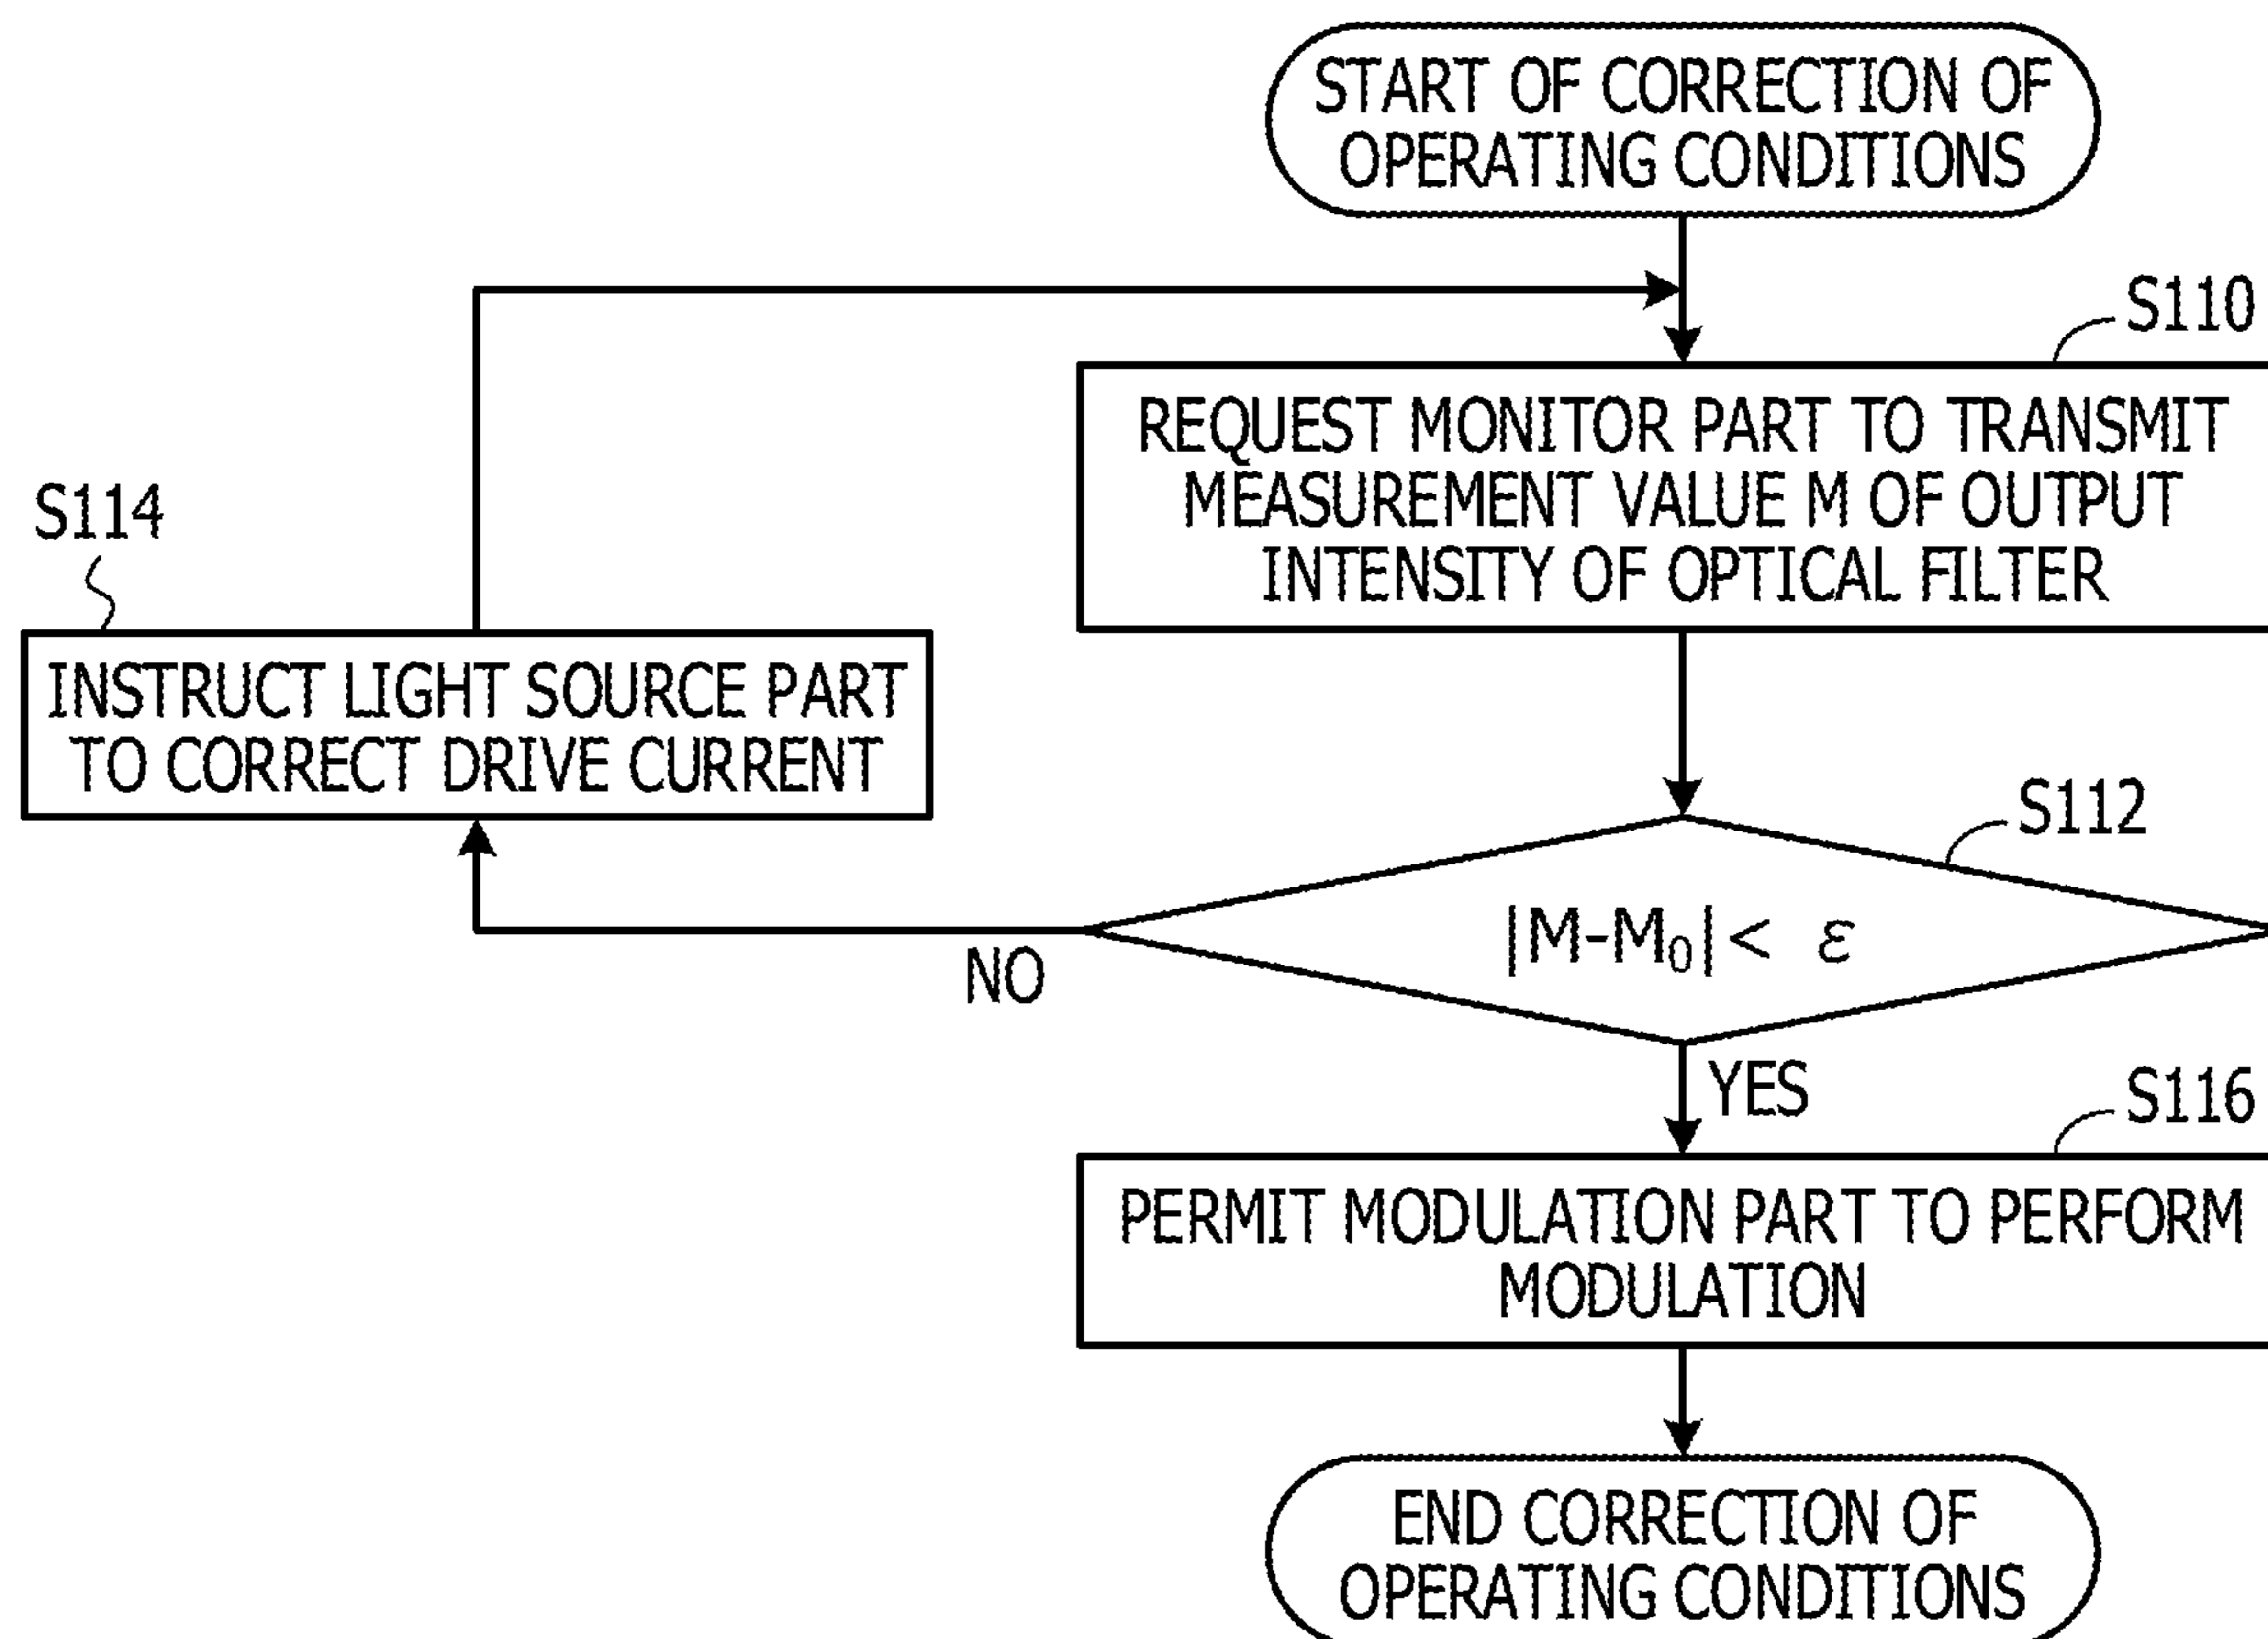 START OF CORRECTION OF
OPERATING CONDITIONS
S110
REQUEST MONITOR PART TO TRANSMIT
MEASUREMENT VALUE M OF OUTPUT
INTENSITY OF OPTICAL FILTER
S114
INSTRUCT LIGHT SOURCE PART
TO CORRECT DRIVE CURRENT
S112
|M-M₀| < ε
NO
YES
S116
PERMIT MODULATION PART TO PERFORM
MODULATION
END CORRECTION OF
OPERATING CONDITIONS